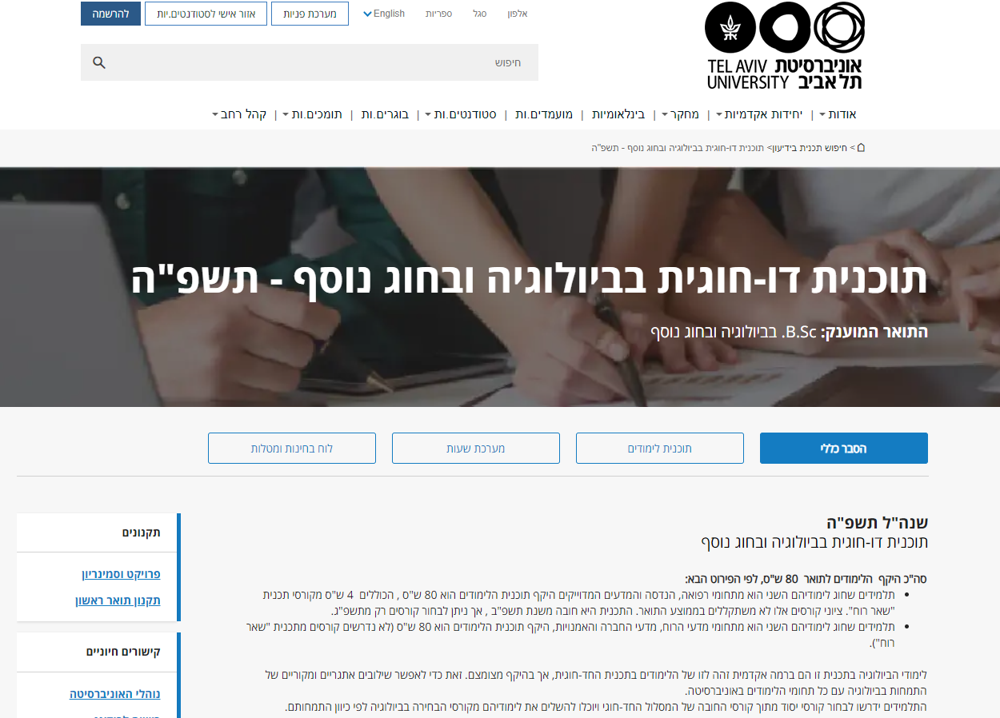 אלפון
סגל
ספריות
English
מערכת פניות
אזור אישי לסטודנטים.יות
להרשמה
אוניברסיטת TEL AVIV
תל אביב UNIVERSITY
חיפוש
אודות | יחידות אקדמיות | מחקר | בינלאומיות | מועמדים.ות | סטודנטים.ות | בוגרים.ות | תומכים.ות | קהל רחב
> חיפוש תכנית בידיעון> תוכנית דו-חוגית בביולוגיה ובחוג נוסף - תשפ"ה
תוכנית דו-חוגית בביולוגיה ובחוג נוסף - תשפ"ה
התואר המוענק: B.Sc. בביולוגיה ובחוג נוסף
הסבר כללי
תוכנית לימודים
מערכת שעות
לוח בחינות ומטלות
שנה"ל תשפ"ה
תוכנית דו-חוגית בביולוגיה ובחוג נוסף
סה"כ היקף הלימודים לתואר 80 ש"ס, לפי הפירוט הבא:
• תלמידים שחוג לימודיהם השני הוא מתחומי רפואה, הנדסה והמדעים המדוייקים היקף תוכנית הלימודים הוא 80 ש"ס , הכוללים 4 ש"ס מקורסי תכנית
"שאר רוח". ציוני קורסים אלו לא משתקללים בממוצע התואר. התכנית היא חובה משנת תשפ"ב , אך ניתן לבחור קורסים רק מתשפ"ג.
• תלמידים שחוג לימודיהם השני הוא מתחומי מדעי הרוח, מדעי החברה והאמנויות, היקף תוכנית הלימודים הוא 80 ש"ס (לא נדרשים קורסים מתכנית "שאר
רוח").
לימודי הביולוגיה בתכנית זו הם ברמה אקדמית זהה לזו של הלימודים בתכנית החד-חוגית, אך בהיקף מצומצם. זאת כדי לאפשר שילובים אתגריים ומקוריים של
התמחות בביולוגיה עם כל תחומי הלימודים באוניברסיטה.
התלמידים ידרשו לבחור קורסי יסוד מתוך קורסי החובה של המסלול החד-חוגי ויוכלו להשלים את לימודיהם מקורסי הבחירה בביולוגיה לפי כיוון התמחותם.
תקנונים
פרויקט וסמינריון
תקנון תואר ראשון
קישורים חיוניים
נוהלי האוניברסיטה